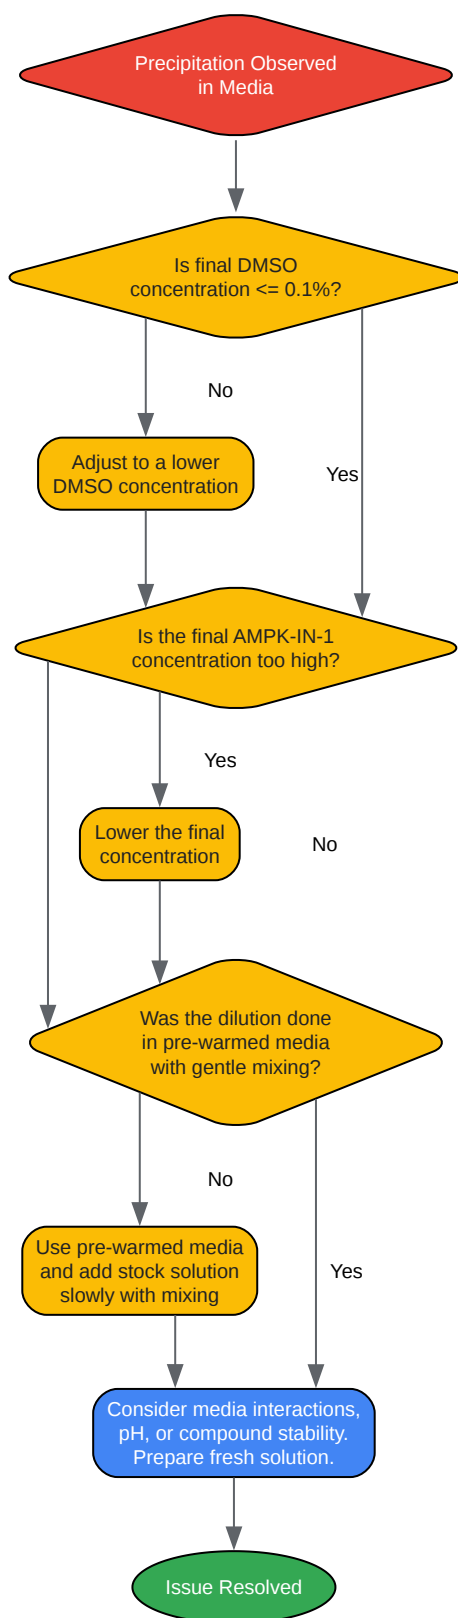 Precipitation Observed
in Media
Is final DMSO
concentration <= 0.1%?
No
Adjust to a lower
DMSO concentration
Yes
Is the final AMPK-IN-1
concentration too high?
Yes
Lower the final
concentration
No
Was the dilution done
in pre-warmed media
with gentle mixing?
No
Use pre-warmed media
and add stock solution
slowly with mixing
Yes
Consider media interactions,
pH, or compound stability.
Prepare fresh solution.
Issue Resolved